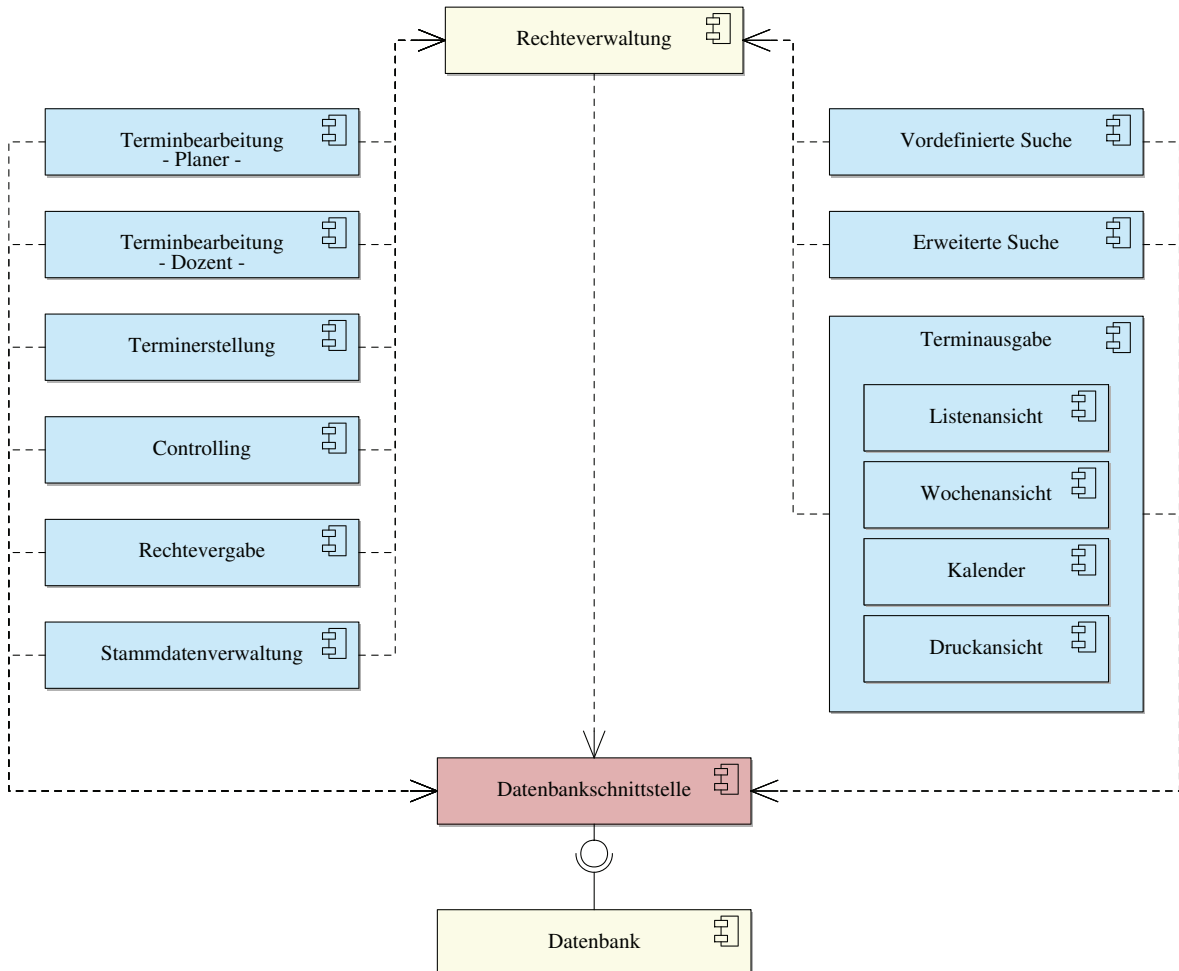 Rechteverwaltung
Terminbearbeitung
- Planer -
Terminbearbeitung
- Dozent -
Terminerstellung
Controlling
Rechtevergabe
Stammdatenverwaltung
Vordefinierte Suche
Erweiterte Suche
Terminausgabe
Listenansicht
Wochenansicht
Kalender
Druckansicht
Datenbankschnittstelle
Datenbank